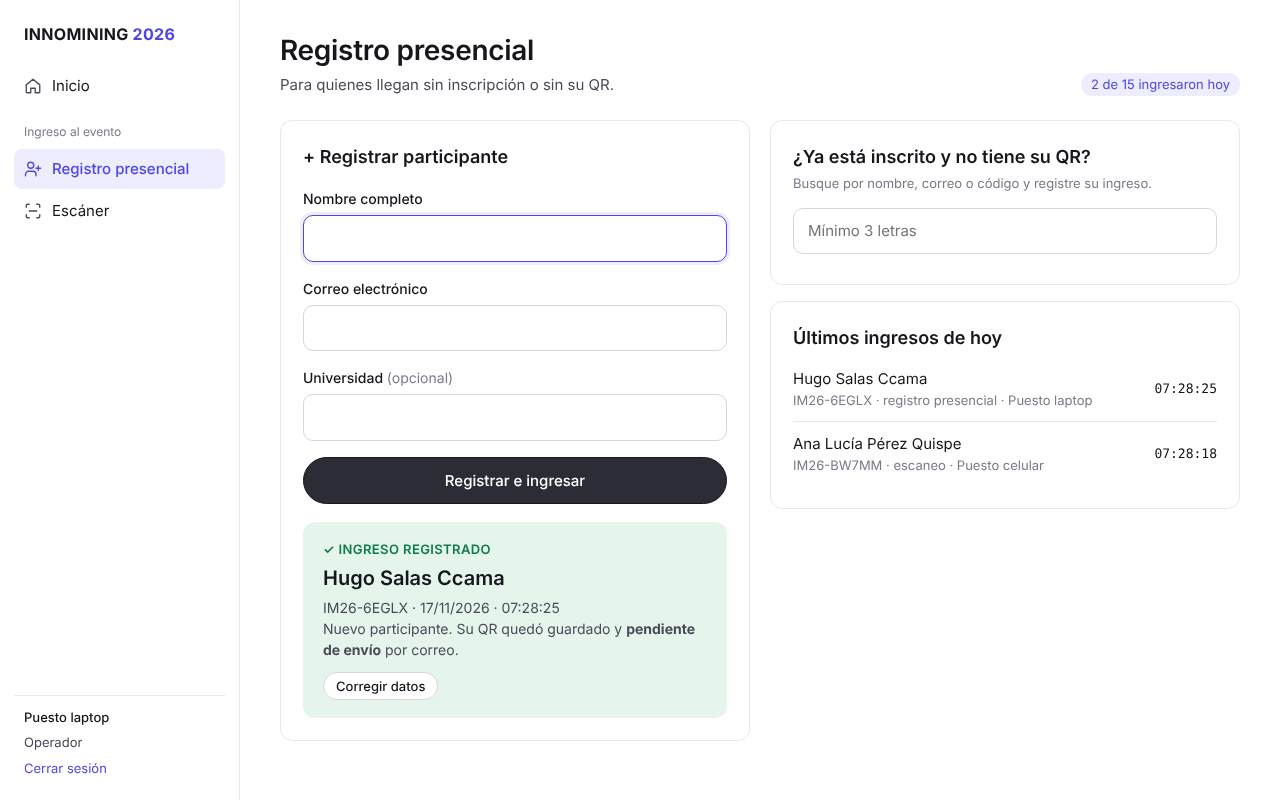 INNOMINING 2026
Inicio
Ingreso al evento
Registro presencial
Escáner
Puesto laptop
Operador
Cerrar sesión
Registro presencial
Para quienes llegan sin inscripción o sin su QR.
2 de 15 ingresaron hoy
+ Registrar participante
Nombre completo
Correo electrónico
Universidad (opcional)
Registrar e ingresar
✓ INGRESO REGISTRADO
Hugo Salas Ccama
IM26-6EGLX · 17/11/2026 · 07:28:25
Nuevo participante. Su QR quedó guardado y pendiente
de envío por correo.
Corregir datos
¿Ya está inscrito y no tiene su QR?
Busque por nombre, correo o código y registre su ingreso.
Mínimo 3 letras
Últimos ingresos de hoy
Hugo Salas Ccama
IM26-6EGLX · registro presencial · Puesto laptop
07:28:25
Ana Lucía Pérez Quispe
IM26-BW7MM · escaneo · Puesto celular
07:28:18